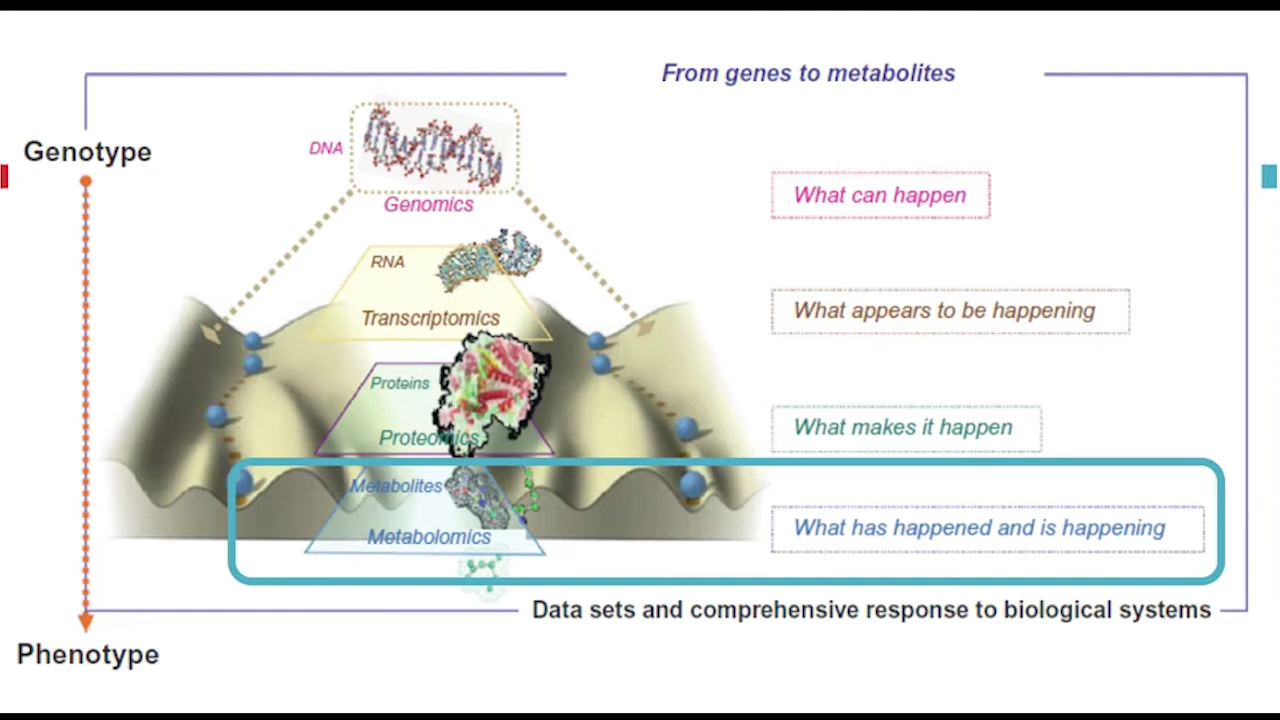 From genes to metabolites
Genotype
DNA
Genomics
What can happen
RNA
Transcriptomics
What appears to be happening
Proteins
Proteomics
What makes it happen
Metabolites
Metabolomics
What has happened and is happening
Data sets and comprehensive response to biological systems
Phenotype